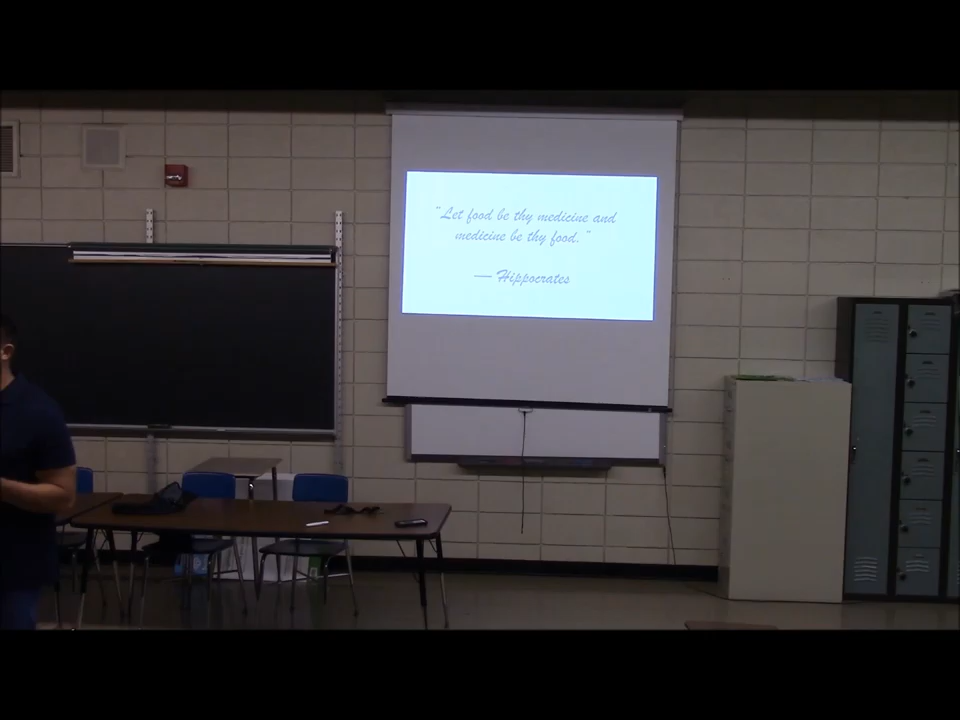 "Let food be thy medicine and
medicine be thy food."
— Hippocrates